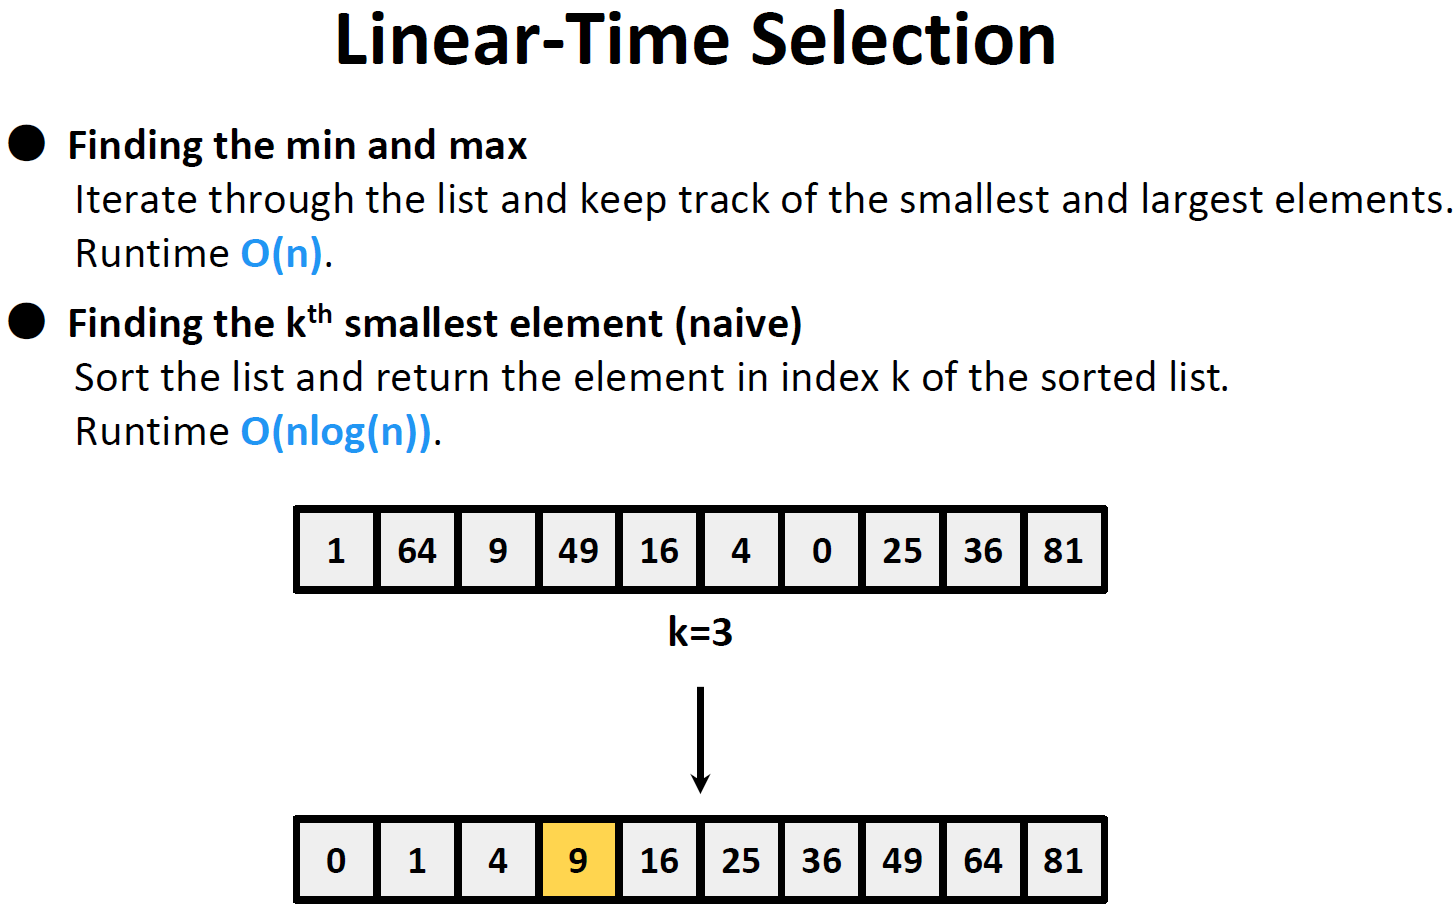 Linear-Time Selection
● Finding the min and max
Iterate through the list and keep track of the smallest and largest elements.
Runtime O(n).
● Finding the kth smallest element (naive)
Sort the list and return the element in index k of the sorted list.
Runtime O(nlog(n)).
1 64 9 49 16 4 0 25 36 81
k=3
0 1 4 9 16 25 36 49 64 81